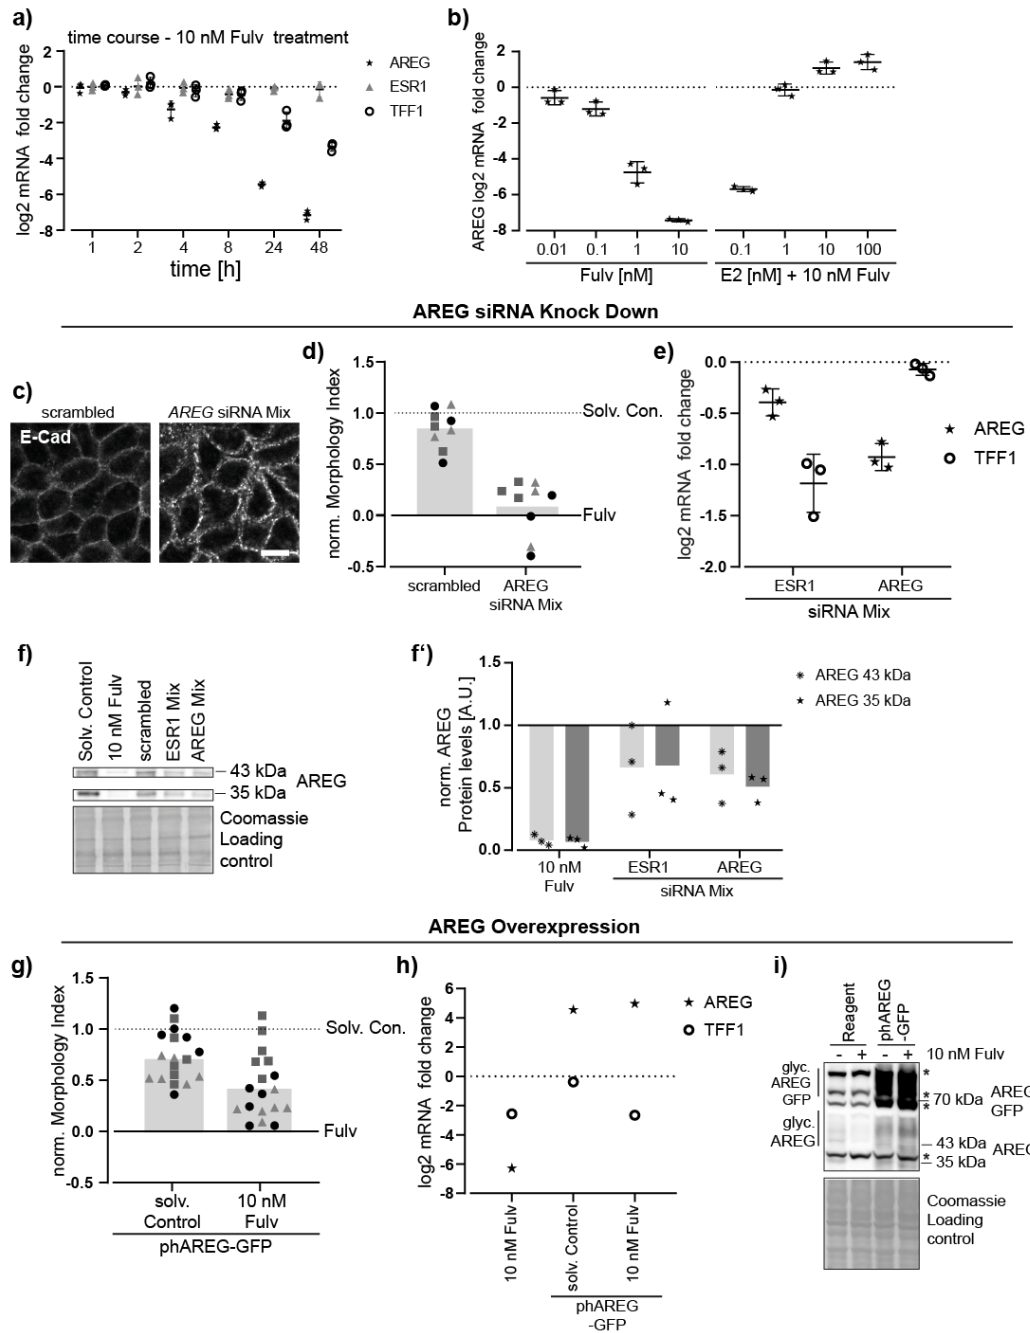 a)
time course - 10 nM Fulv treatment
log2 mRNA fold change
2
0
-2
-4
-6
-8
1 2 4 8 24 48
time [h]
AREG
ESR1
TFF1
b)
AREG log2 mRNA fold change
2
0
-2
-4
-6
-8
0.01 0.1 1 10 0.1 1 10 100
Fulv [nM] E2 [nM] + 10 nM Fulv
AREG siRNA Knock Down
c)
scrambled AREG siRNA Mix
E-Cad
d)
norm. Morphology Index
1.5
1.0
0.5
0.0
-0.5
Solv. Con.
Fulv
scrambled AREG
siRNA Mix
e)
log2 mRNA fold change
0.0
-0.5
-1.0
-1.5
-2.0
ESR1 AREG
siRNA Mix
AREG
TFF1
f)
Solv. Control
10 nM Fulv
scrambled
ESR1 Mix
AREG Mix
43 kDa
AREG
35 kDa
Coomassie
Loading
control
f')
norm. AREG
Protein levels [A.U.]
1.5
1.0
0.5
0.0
10 nM ESR1 AREG
Fulv siRNA Mix
AREG 43 kDa
AREG 35 kDa
AREG Overexpression
g)
norm. Morphology Index
1.5
1.0
0.5
0.0
-0.5
Solv. Con.
Fulv
solv. 10 nM
Control Fulv
phAREG-GFP
h)
log2 mRNA fold change
6
4
2
0
-2
-4
-6
-8
10 nM Fulv
solv. Control
10 nM Fulv
phAREG
-GFP
AREG
TFF1
i)
Reagent
phAREG
-GFP
- + - + 10 nM Fulv
glyc.
AREG
GFP
glyc.
AREG
*
*
70 kDa
*
AREG
GFP
43 kDa
*
35 kDa
AREG
Coomassie
Loading
control